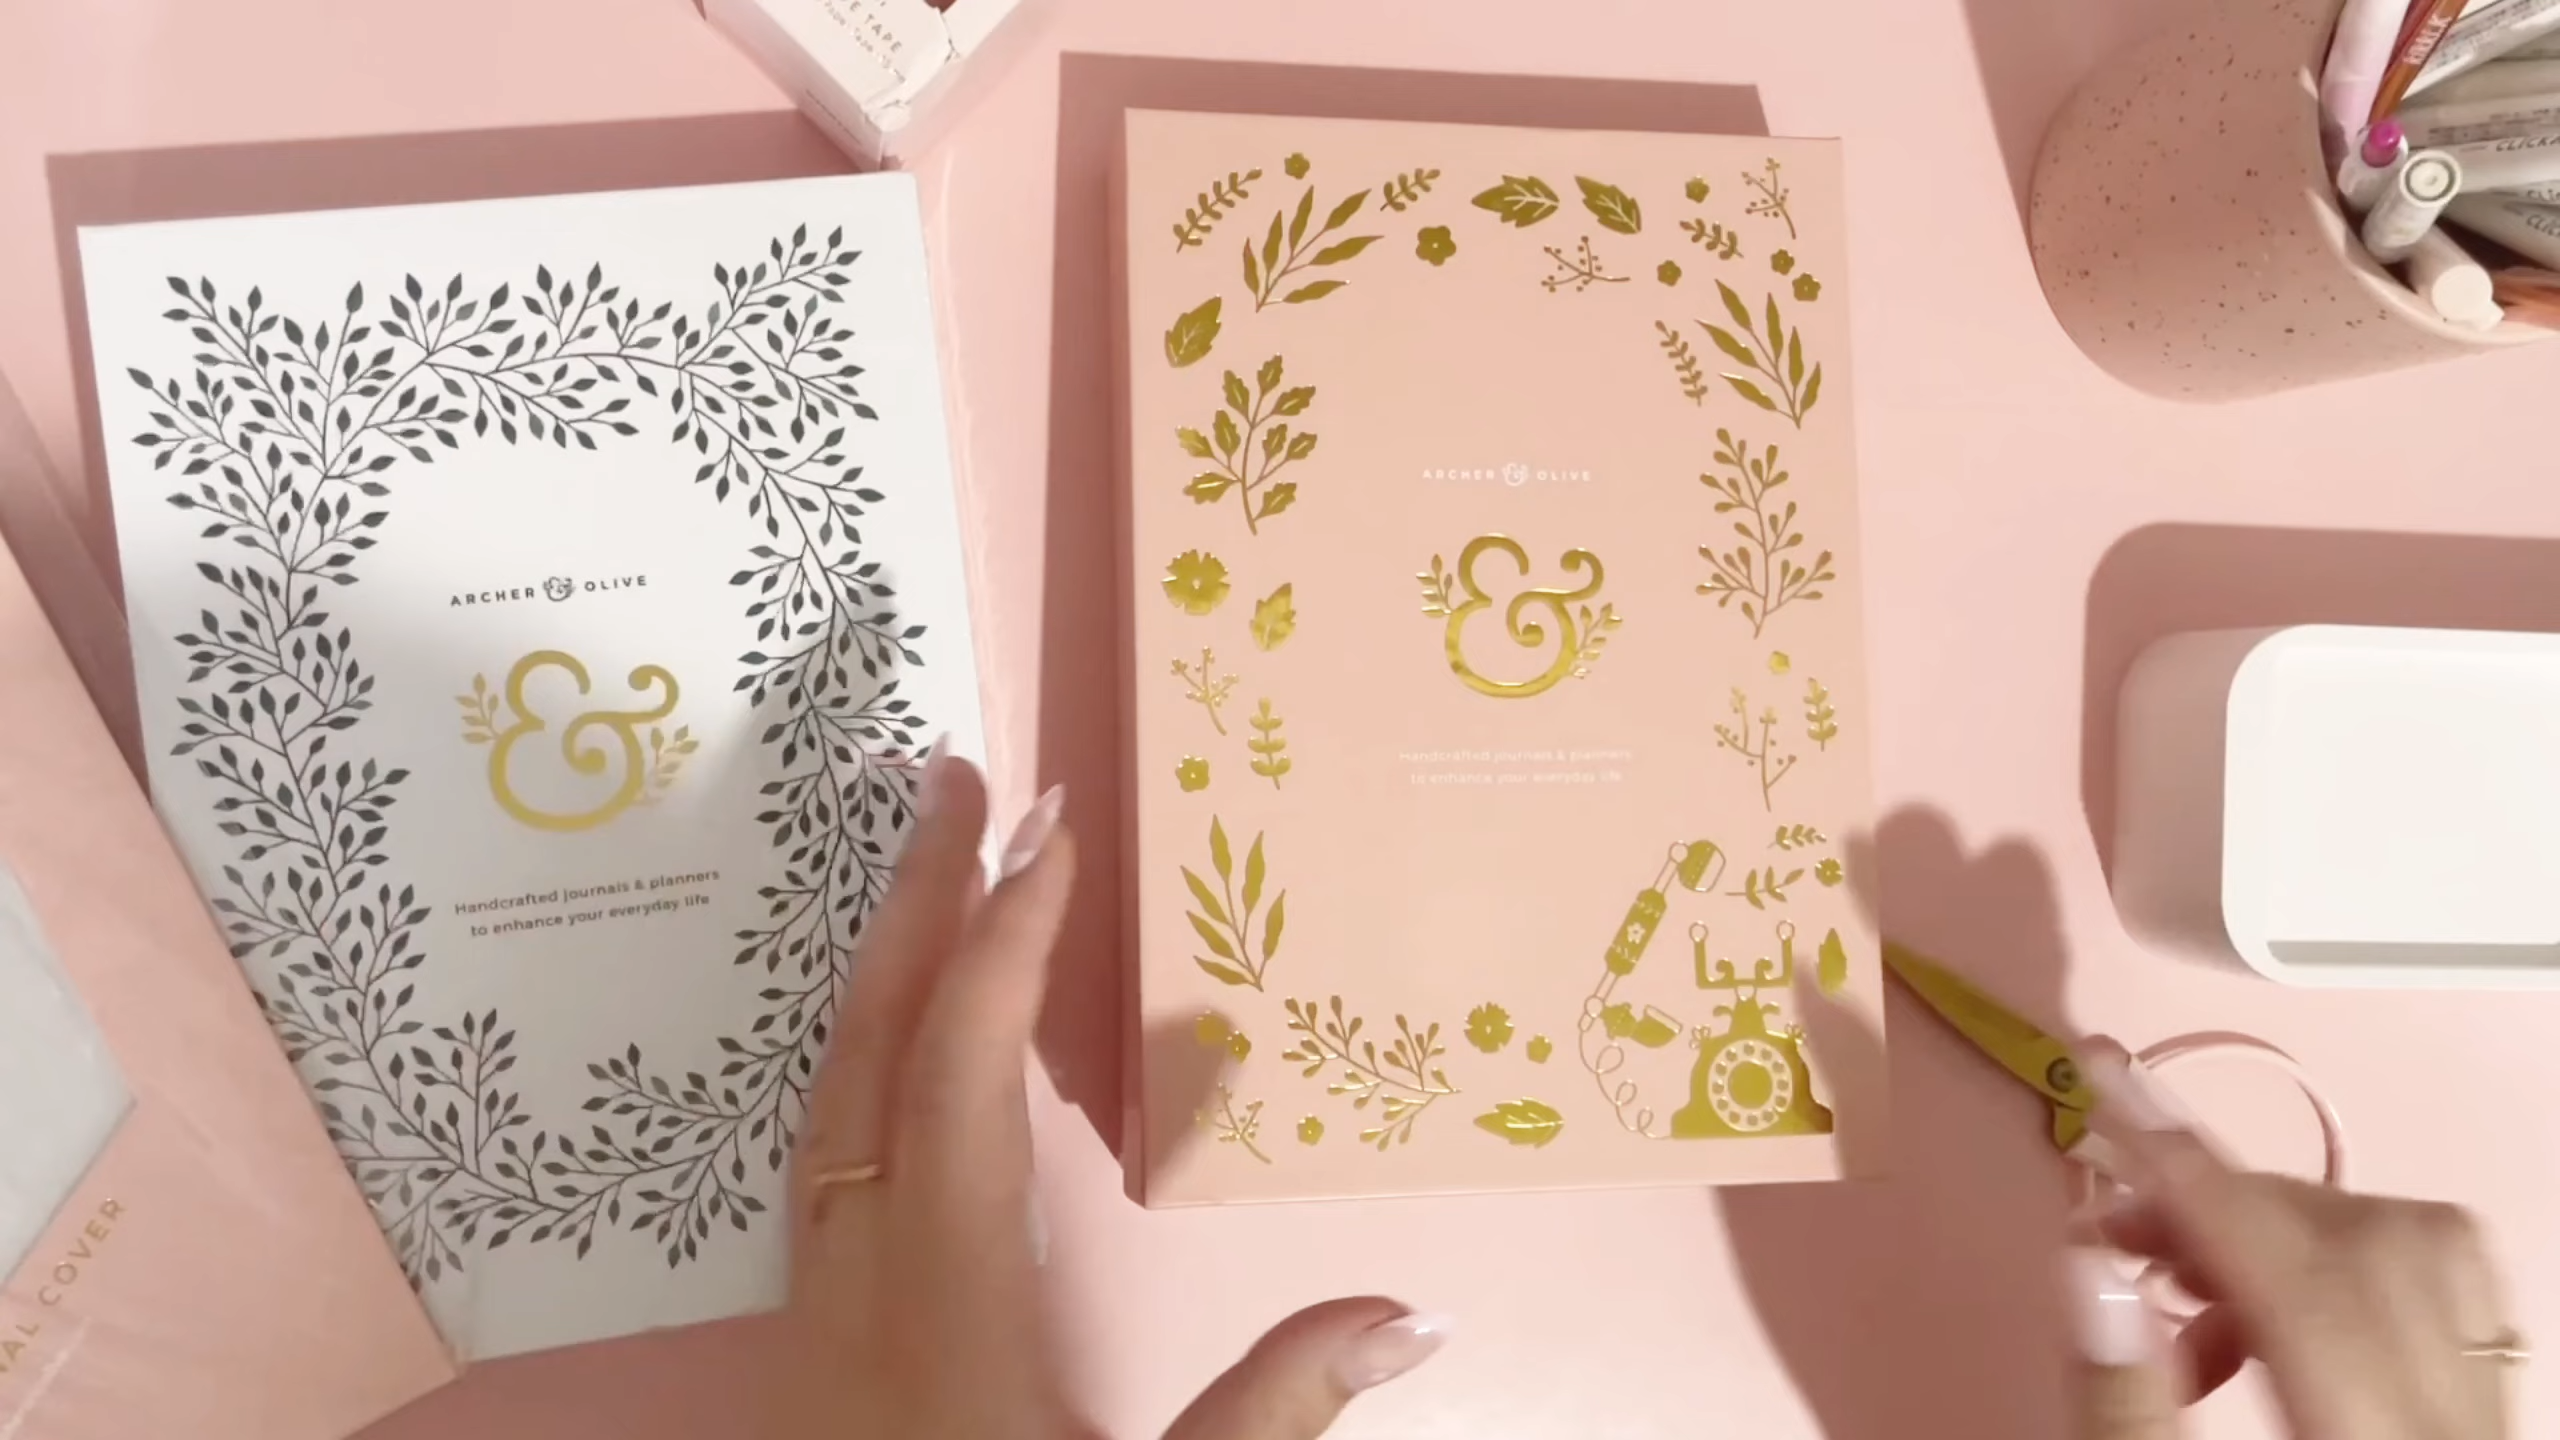 TAPE
ARCHER & OLIVE
&
Handcrafted journals & planners
to enhance your everyday life
ARCHER & OLIVE
&
Handcrafted journals & planners
to enhance your everyday life
COVER